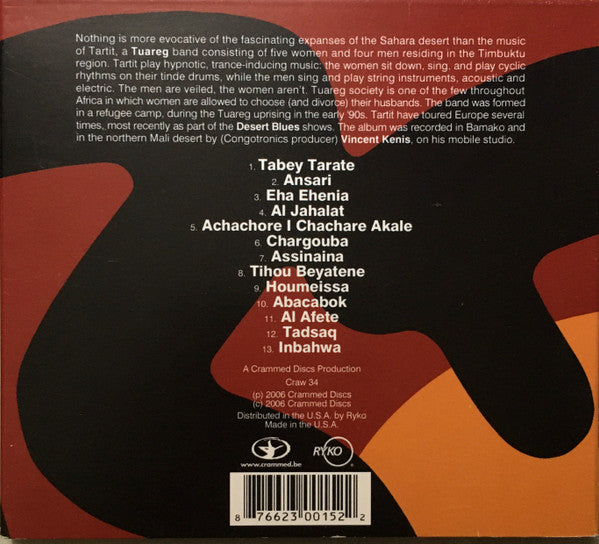 Nothing is more evocative of the fascinating expanses of the Sahara desert than the music
of Tartit, a Tuareg band consisting of five women and four men residing in the Timbuktu
region. Tartit play hypnotic, trance-inducing music: the women sit down, sing, and play cyclic
rhythms on their tinde drums, while the men sing and play string instruments, acoustic and
electric. The men are veiled, the women aren't. Tuareg society is one of the few throughout
Africa in which women are allowed to choose (and divorce) their husbands. The band was formed
in a refugee camp, during the Tuareg uprising in the early '90s. Tartit have toured Europe several
times, most recently as part of the Desert Blues shows. The album was recorded in Bamako and
in the northern Mali desert by (Congotronics producer) Vincent Kenis, on his mobile studio.
1. Tabey Tarate
2. Ansari
3. Eha Ehenia
4. Al Jahalat
5. Achachore I Chachare Akale
6. Chargouba
7. Assinaina
8. Tihou Beyatene
9. Houmeissa
10. Abacabok
11. Al Afete
12. Tadsaq
13. Inbahwa
A Crammed Discs Production
Craw 34
(p) 2006 Crammed Discs
(c) 2006 Crammed Discs
Distributed in the U.S.A. by Ryko
Made in the U.S.A.
www.crammed.be
RYKO
8 76623 00152 2